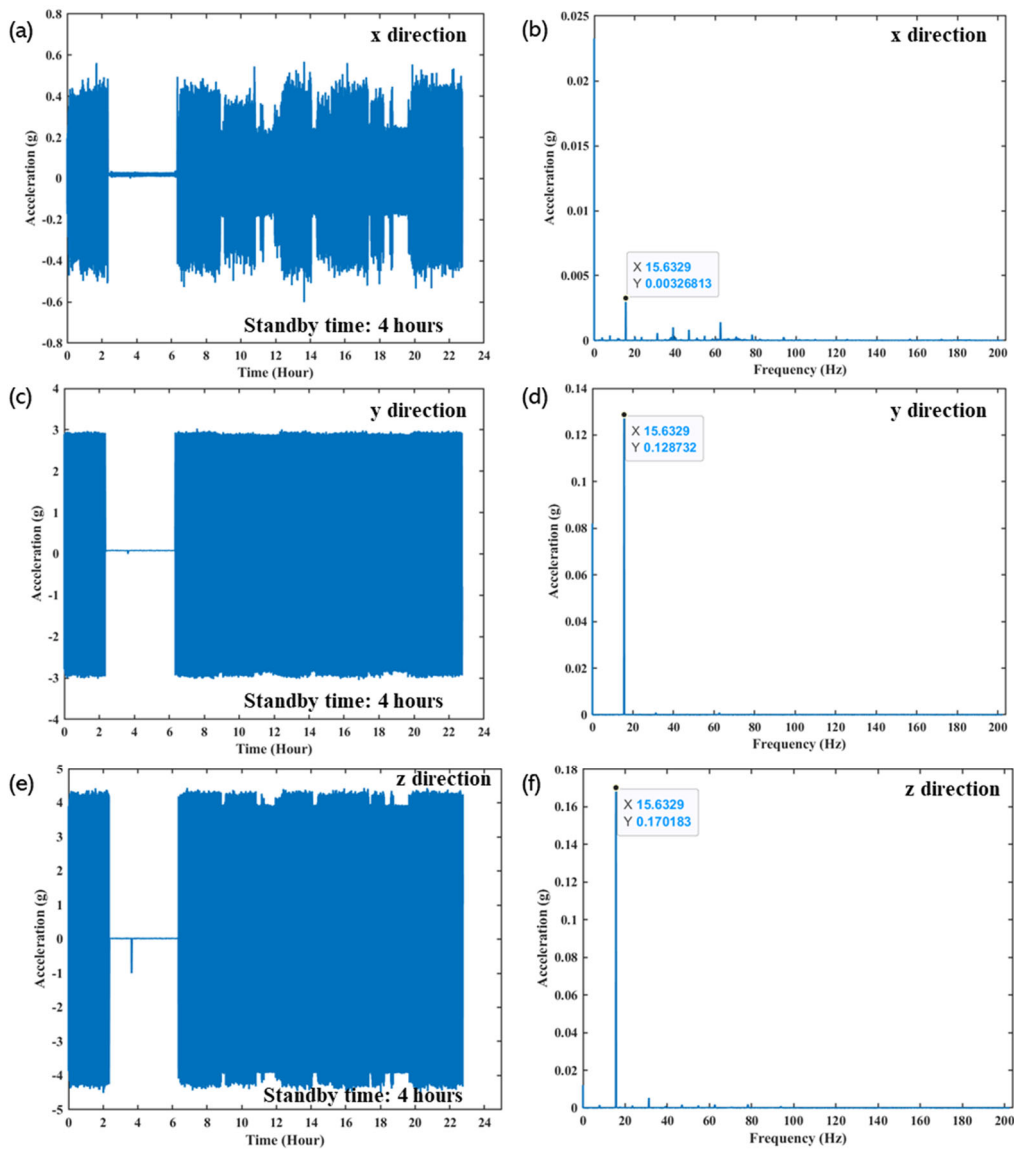 (a)
x direction
0.8
0.6
0.4
0.2
0
-0.2
-0.4
-0.6
-0.8
Acceleration (g)
Standby time: 4 hours
0 2 4 6 8 10 12 14 16 18 20 22 24
Time (Hour)
(b)
x direction
0.025
0.02
0.015
0.01
0.005
0
Acceleration (g)
X 15.6329
Y 0.00326813
0 20 40 60 80 100 120 140 160 180 200
Frequency (Hz)
(c)
y direction
4
3
2
1
0
-1
-2
-3
-4
Acceleration (g)
Standby time: 4 hours
0 2 4 6 8 10 12 14 16 18 20 22 24
Time (Hour)
(d)
y direction
0.14
0.12
0.1
0.08
0.06
0.04
0.02
0
Acceleration (g)
X 15.6329
Y 0.128732
0 20 40 60 80 100 120 140 160 180 200
Frequency (Hz)
(e)
z direction
5
4
3
2
1
0
-1
-2
-3
-4
-5
Acceleration (g)
Standby time: 4 hours
0 2 4 6 8 10 12 14 16 18 20 22 24
Time (Hour)
(f)
z direction
0.18
0.16
0.14
0.12
0.1
0.08
0.06
0.04
0.02
0
Acceleration (g)
X 15.6329
Y 0.170183
0 20 40 60 80 100 120 140 160 180 200
Frequency (Hz)